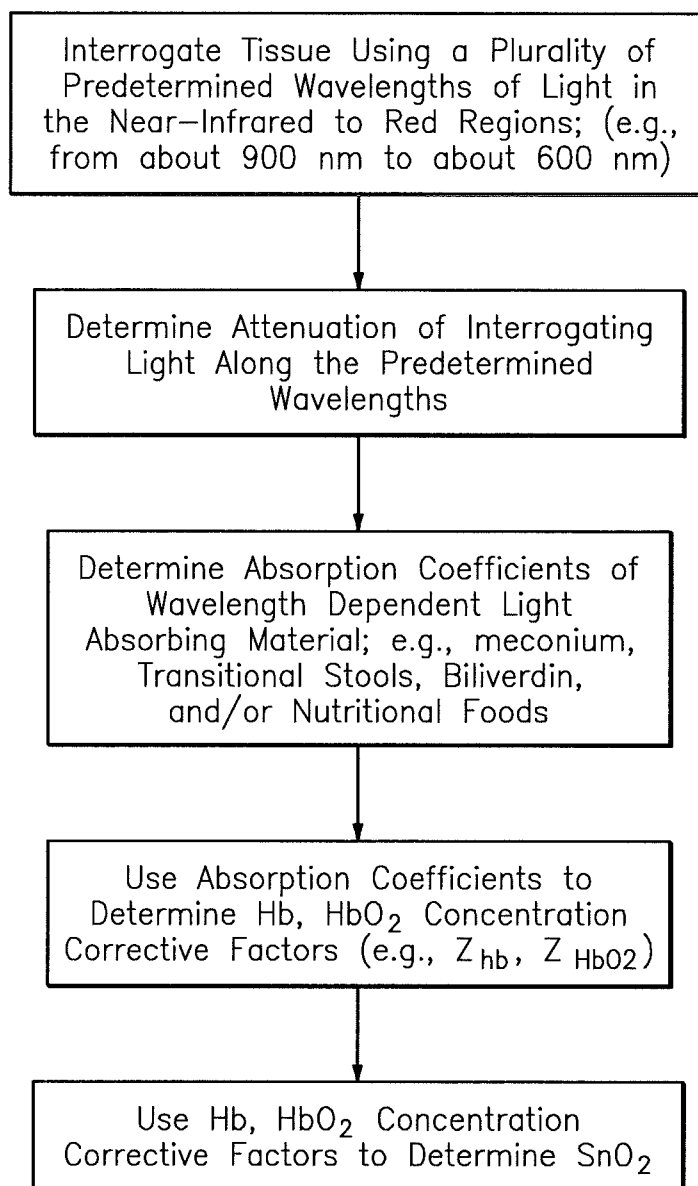 Interrogate Tissue Using a Plurality of
Predetermined Wavelengths of Light in
the Near-Infrared to Red Regions; (e.g.,
from about 900 nm to about 600 nm)
Determine Attenuation of Interrogating
Light Along the Predetermined
Wavelengths
Determine Absorption Coefficients of
Wavelength Dependent Light
Absorbing Material; e.g., meconium,
Transitional Stools, Biliverdin,
and/or Nutritional Foods
Use Absorption Coefficients to
Determine Hb, HbO₂ Concentration
Corrective Factors (e.g., Z hb, Z HbO2)
Use Hb, HbO₂ Concentration
Corrective Factors to Determine SnO₂